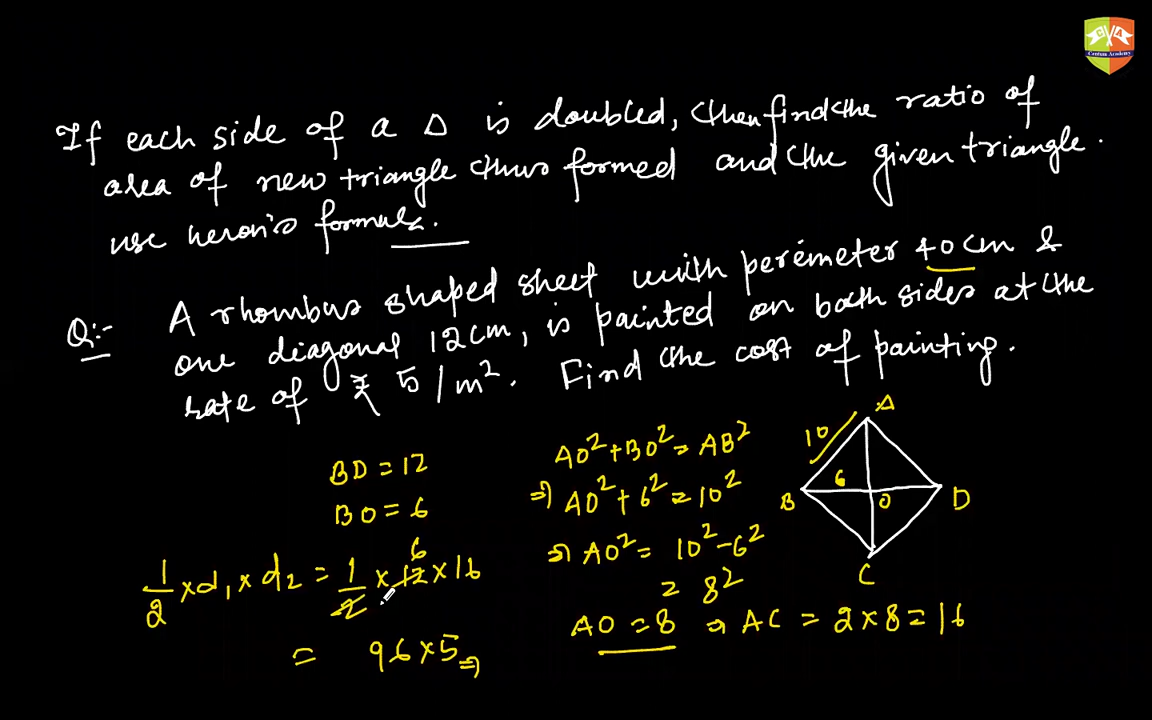 If each side of a Δ is doubled, then find the ratio of
area of new triangle thus formed and the given triangle.
use heron's formula.
Q:- A rhombus shaped sheet with perimeter 40cm &
one diagonal 12cm, is painted on both sides at the
rate of ₹ 5/m². Find the cost of painting.
BD = 12
BO = 6
1/2 × d₁ × d₂ = 1/2 × 12 × 16
6
= 96×5 ⇒
AO² + BO² = AB²
⇒ AO² + 6² = 10²
⇒ AO² = 10² - 6²
= 8²
AO = 8 ⇒ AC = 2×8 = 16
A
10
6
B
O
D
C
Centum Academy